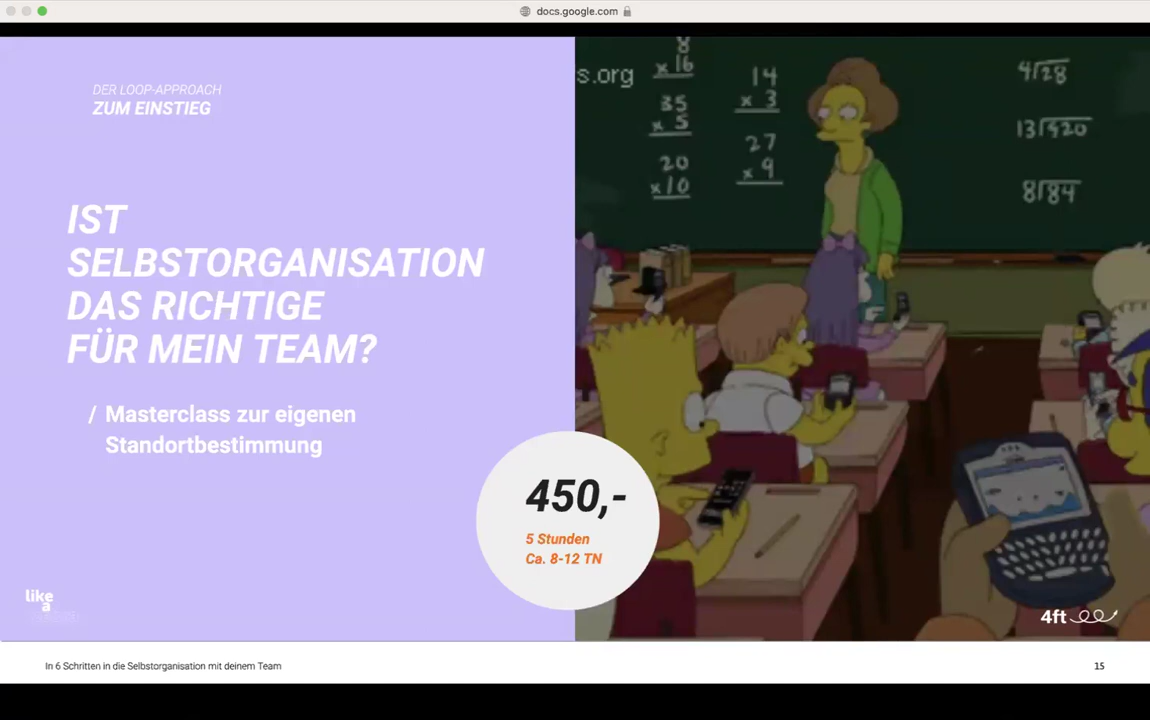 docs.google.com
DER LOOP-APPROACH
ZUM EINSTIEG
IST
SELBSTORGANISATION
DAS RICHTIGE
FÜR MEIN TEAM?
/ Masterclass zur eigenen
Standortbestimmung
450,-
5 Stunden
Ca. 8-12 TN
s.org
8
x 16
14
x 3
35
x 5
27
x 9
20
x 10
4)28
13)920
8)84
like
a
4ft
In 6 Schritten in die Selbstorganisation mit deinem Team
15